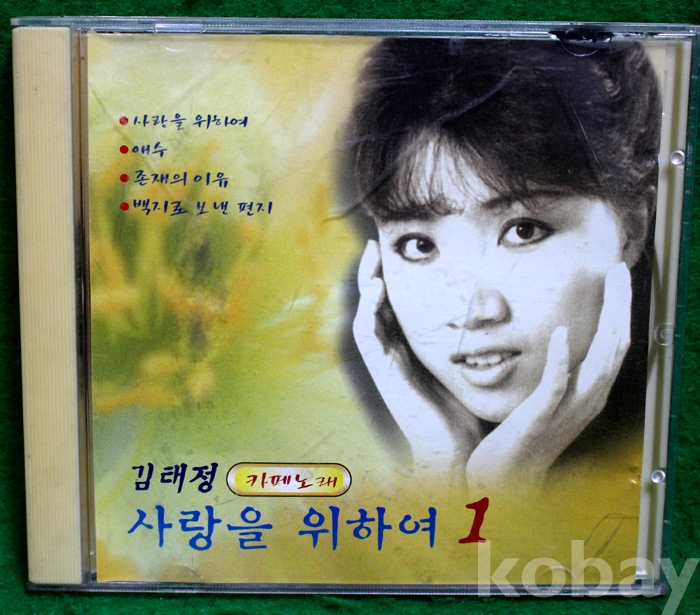 사랑을 위하여
애수
존재의 이유
백지로 보낸 편지
김태정 카페노래
사랑을 위하여 1
kobay